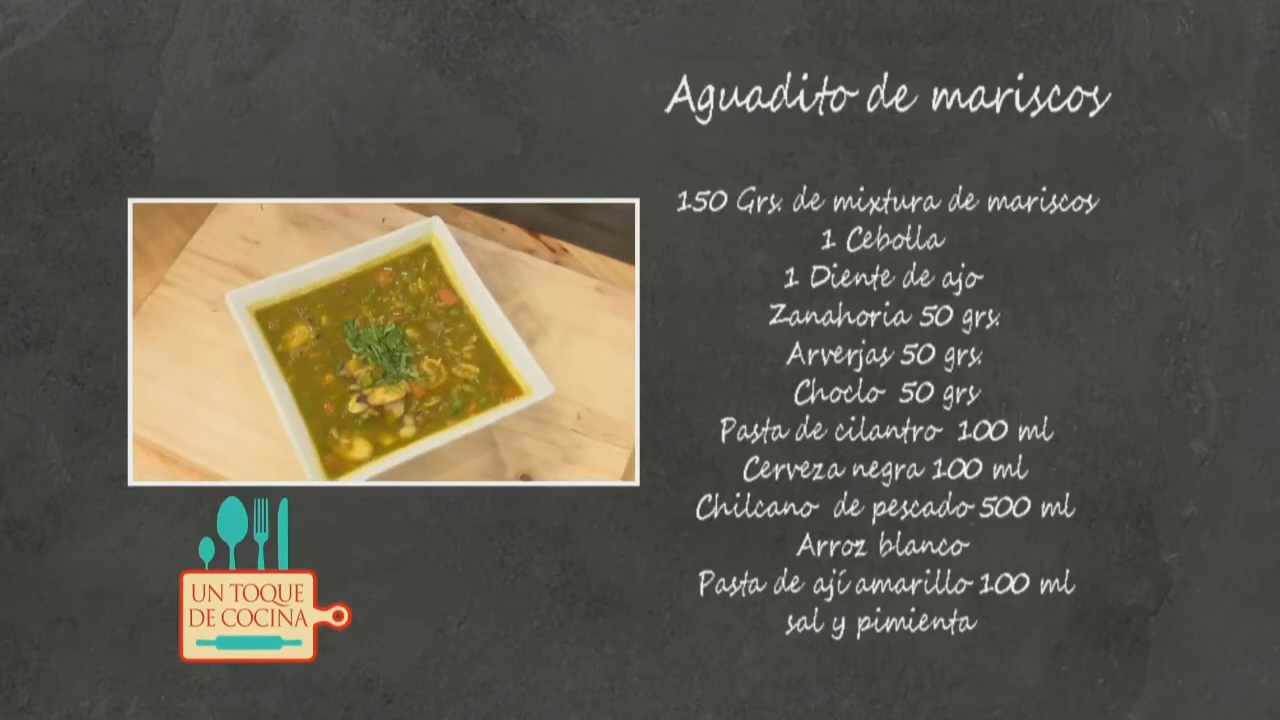 Aguadito de mariscos
150 Grs. de mixtura de mariscos
1 Cebolla
1 Diente de ajo
Zanahoria 50 grs.
Arverjas 50 grs.
Choclo 50 grs
Pasta de cilantro 100 ml
Cerveza negra 100 ml
Chilcano de pescado 500 ml
Arroz blanco
Pasta de ají amarillo 100 ml
sal y pimienta
UN TOQUE
DE COCINA